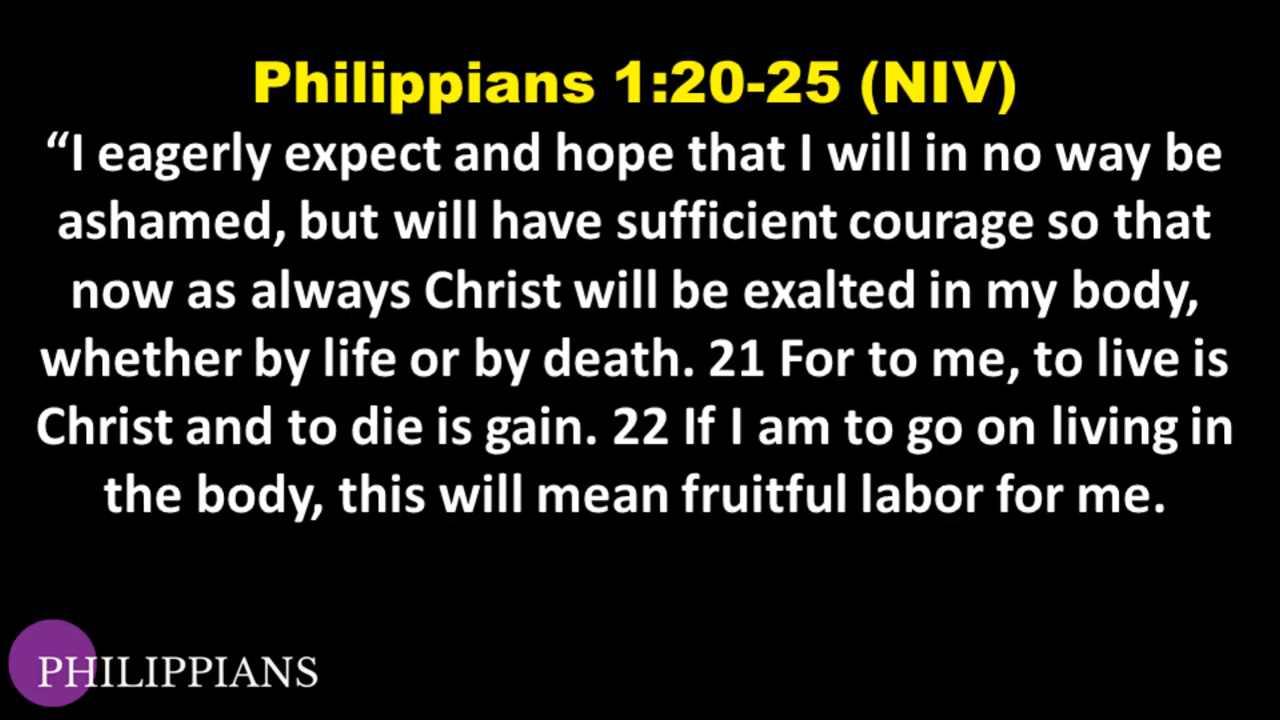 Philippians 1:20-25 (NIV)
“I eagerly expect and hope that I will in no way be
ashamed, but will have sufficient courage so that
now as always Christ will be exalted in my body,
whether by life or by death. 21 For to me, to live is
Christ and to die is gain. 22 If I am to go on living in
the body, this will mean fruitful labor for me.
PHILIPPIANS